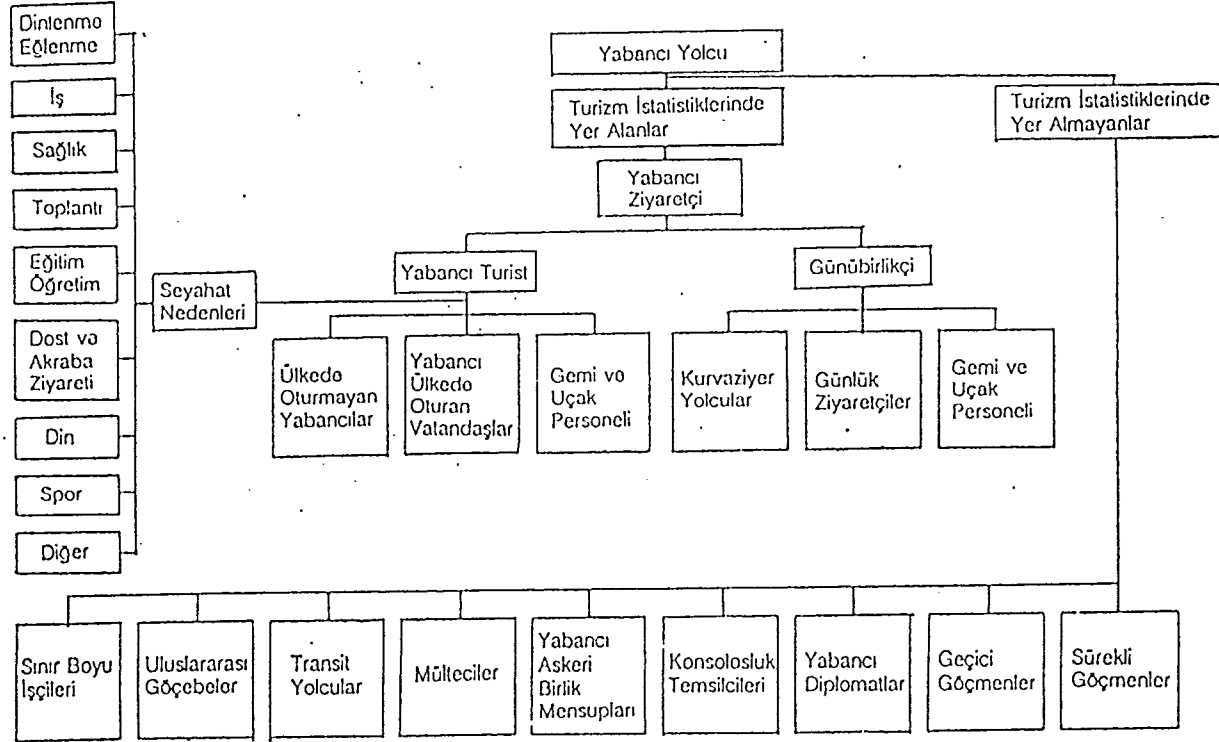 Dinlenme
Eğlenme
İş
Sağlık
Toplantı
Eğitim
Öğretim
Dost ve
Akraba
Ziyareti
Din
Spor
Diğer
Seyahat
Nedenleri
Yabancı Yolcu
Turizm İstatistiklerinde
Yer Alanlar
Turizm İstatistiklerinde
Yer Almayanlar
Yabancı
Ziyaretçi
Yabancı Turist
Günübirlikçi
Ülkede
Oturmayan
Yabancılar
Yabancı
Ülkede
Oturan
Vatandaşlar
Gemi ve
Uçak
Personeli
Kurvaziyer
Yolcular
Günlük
Ziyaretçiler
Gemi ve
Uçak
Personeli
Sınır Boyu
İşçileri
Uluslararası
Göçebeler
Transit
Yolcular
Mülteciler
Yabancı
Askeri
Birlik
Mensupları
Konsolosluk
Temsilcileri
Yabancı
Diplomatlar
Geçici
Göçmenler
Sürekli
Göçmenler